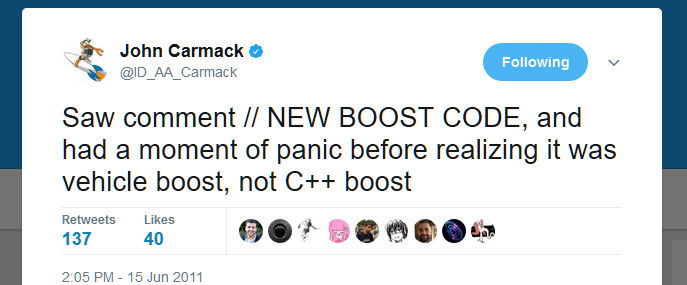 John Carmack
@ID_AA_Carmack
Following
Saw comment // NEW BOOST CODE, and
had a moment of panic before realizing it was
vehicle boost, not C++ boost
Retweets Likes
137 40
2:05 PM - 15 Jun 2011